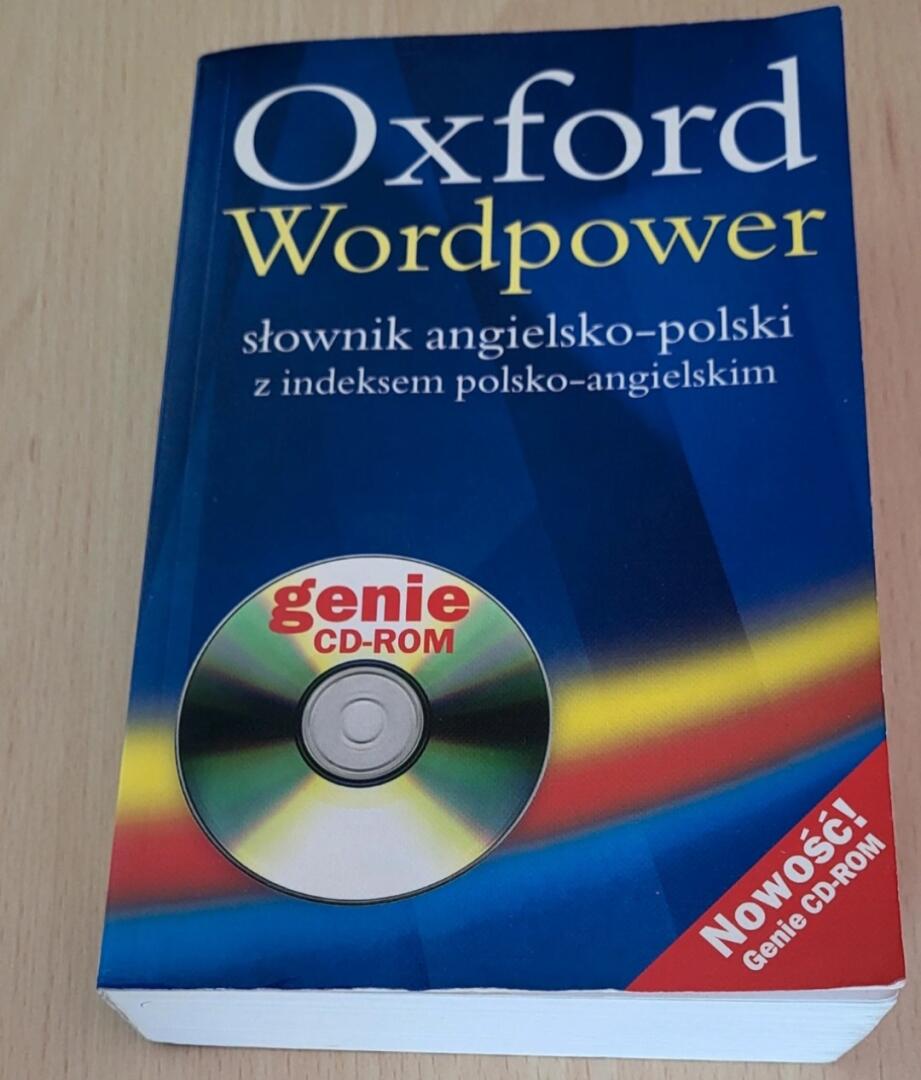 Oxford
Wordpower
słownik angielsko-polski
z indeksem polsko-angielskim
genie
CD-ROM
Nowość!
Genie CD-ROM